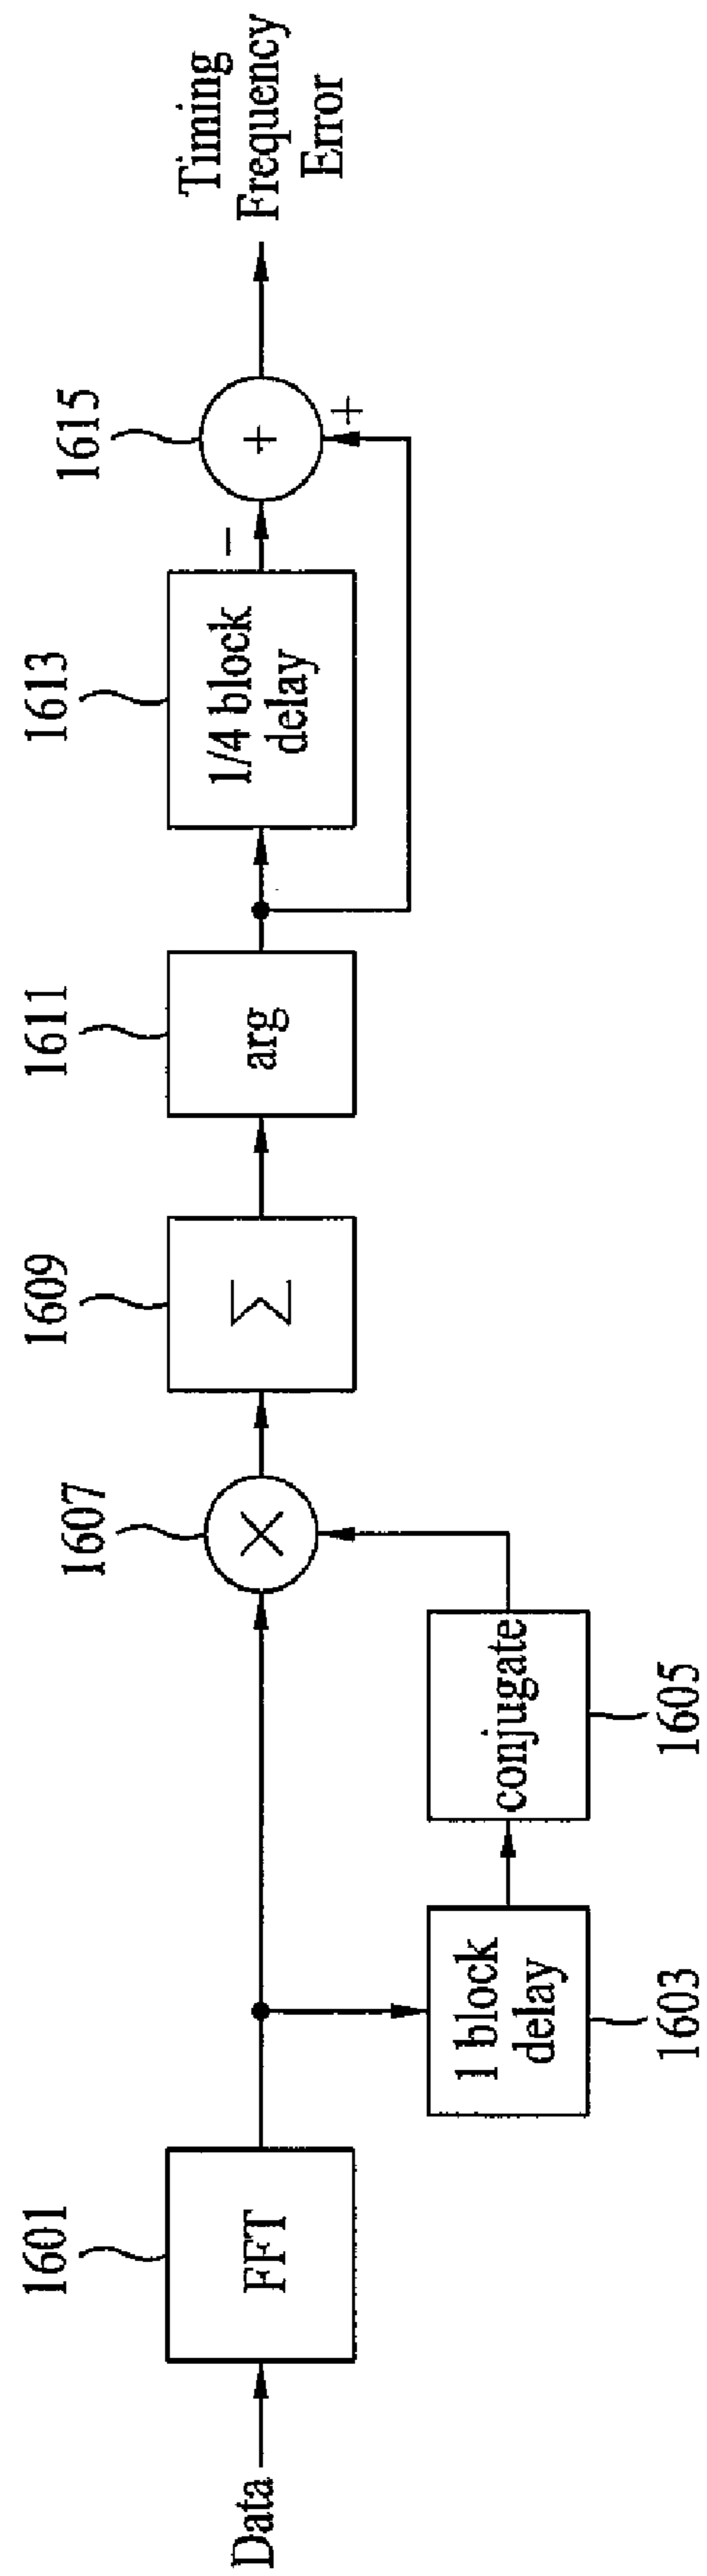 Data
1601
FFT
1 block
delay
1603
conjugate
1605
1607
×
1609
Σ
1611
arg
1613
1/4 block
delay
−
1615
+
+
Timing
Frequency
Error